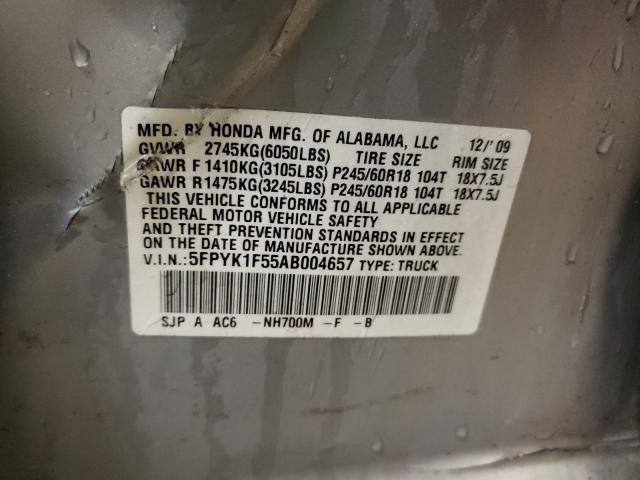 MFD. BY HONDA MFG. OF ALABAMA, LLC 12/'09
GVWR 2745KG(6050LBS) TIRE SIZE RIM SIZE
GAWR F 1410KG(3105LBS) P245/60R18 104T 18X7.5J
GAWR R1475KG(3245LBS) P245/60R18 104T 18X7.5J
THIS VEHICLE CONFORMS TO ALL APPLICABLE
FEDERAL MOTOR VEHICLE SAFETY
AND THEFT PREVENTION STANDARDS IN EFFECT
ON THE DATE OF MANUFACTURE SHOWN ABOVE.
V.I.N.:5FPYK1F55AB004657 TYPE: TRUCK
SJP A AC6 -NH700M -F -B